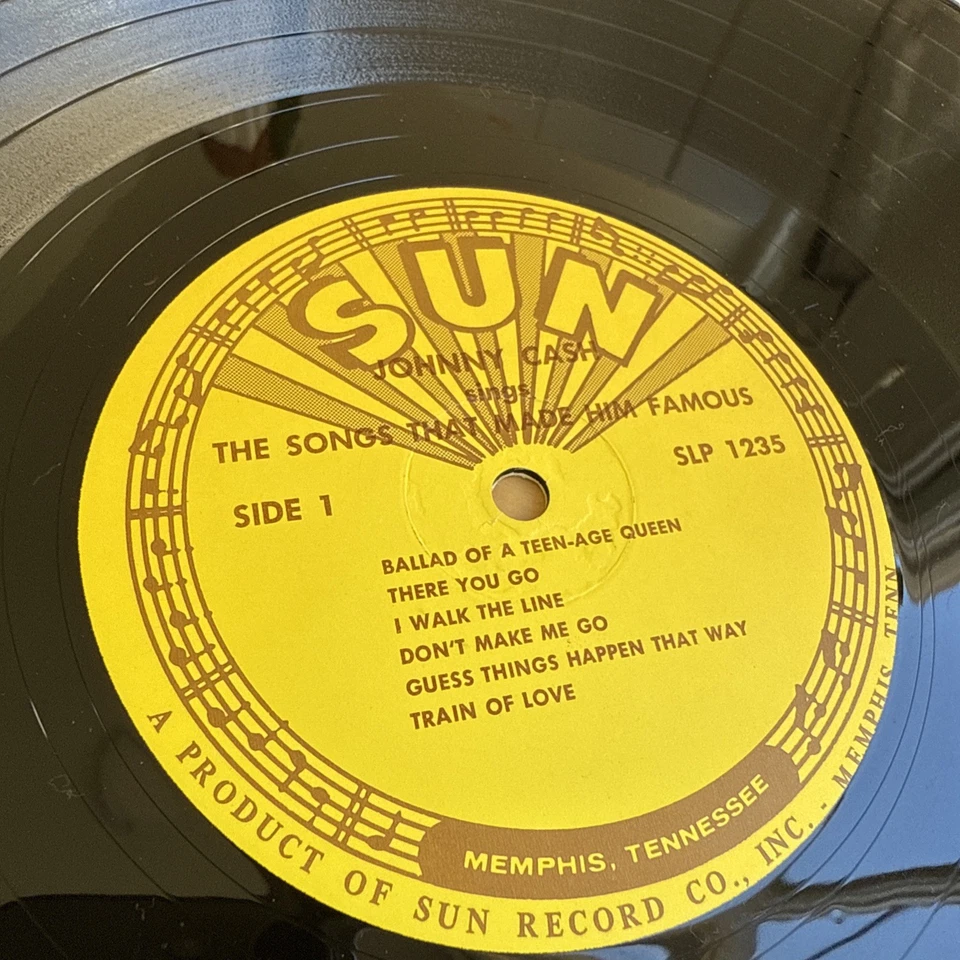 SUN
JOHNNY CASH
sings
THE SONGS THAT MADE HIM FAMOUS
SLP 1235
SIDE 1
BALLAD OF A TEEN-AGE QUEEN
THERE YOU GO
I WALK THE LINE
DON'T MAKE ME GO
GUESS THINGS HAPPEN THAT WAY
TRAIN OF LOVE
MEMPHIS, TENNESSEE
A PRODUCT OF SUN RECORD CO., INC. - MEMPHIS TENN